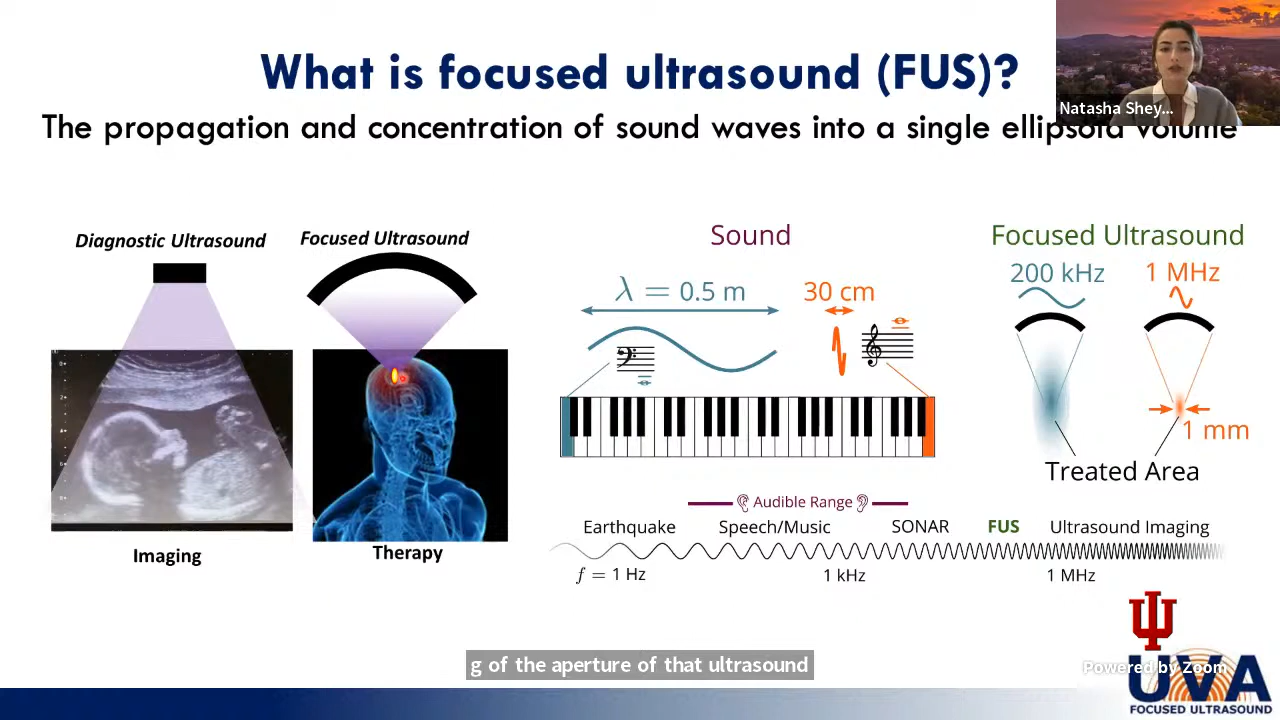 What is focused ultrasound (FUS)?
Natasha Shey...
The propagation and concentration of sound waves into a single ellipsoid volume
Diagnostic Ultrasound
Focused Ultrasound
Imaging
Therapy
Sound
λ = 0.5 m
30 cm
Focused Ultrasound
200 kHz
1 MHz
1 mm
Treated Area
Audible Range
Earthquake
Speech/Music
SONAR
FUS
Ultrasound Imaging
f = 1 Hz
1 kHz
1 MHz
g of the aperture of that ultrasound
Powered by Zoom
UVA
FOCUSED ULTRASOUND